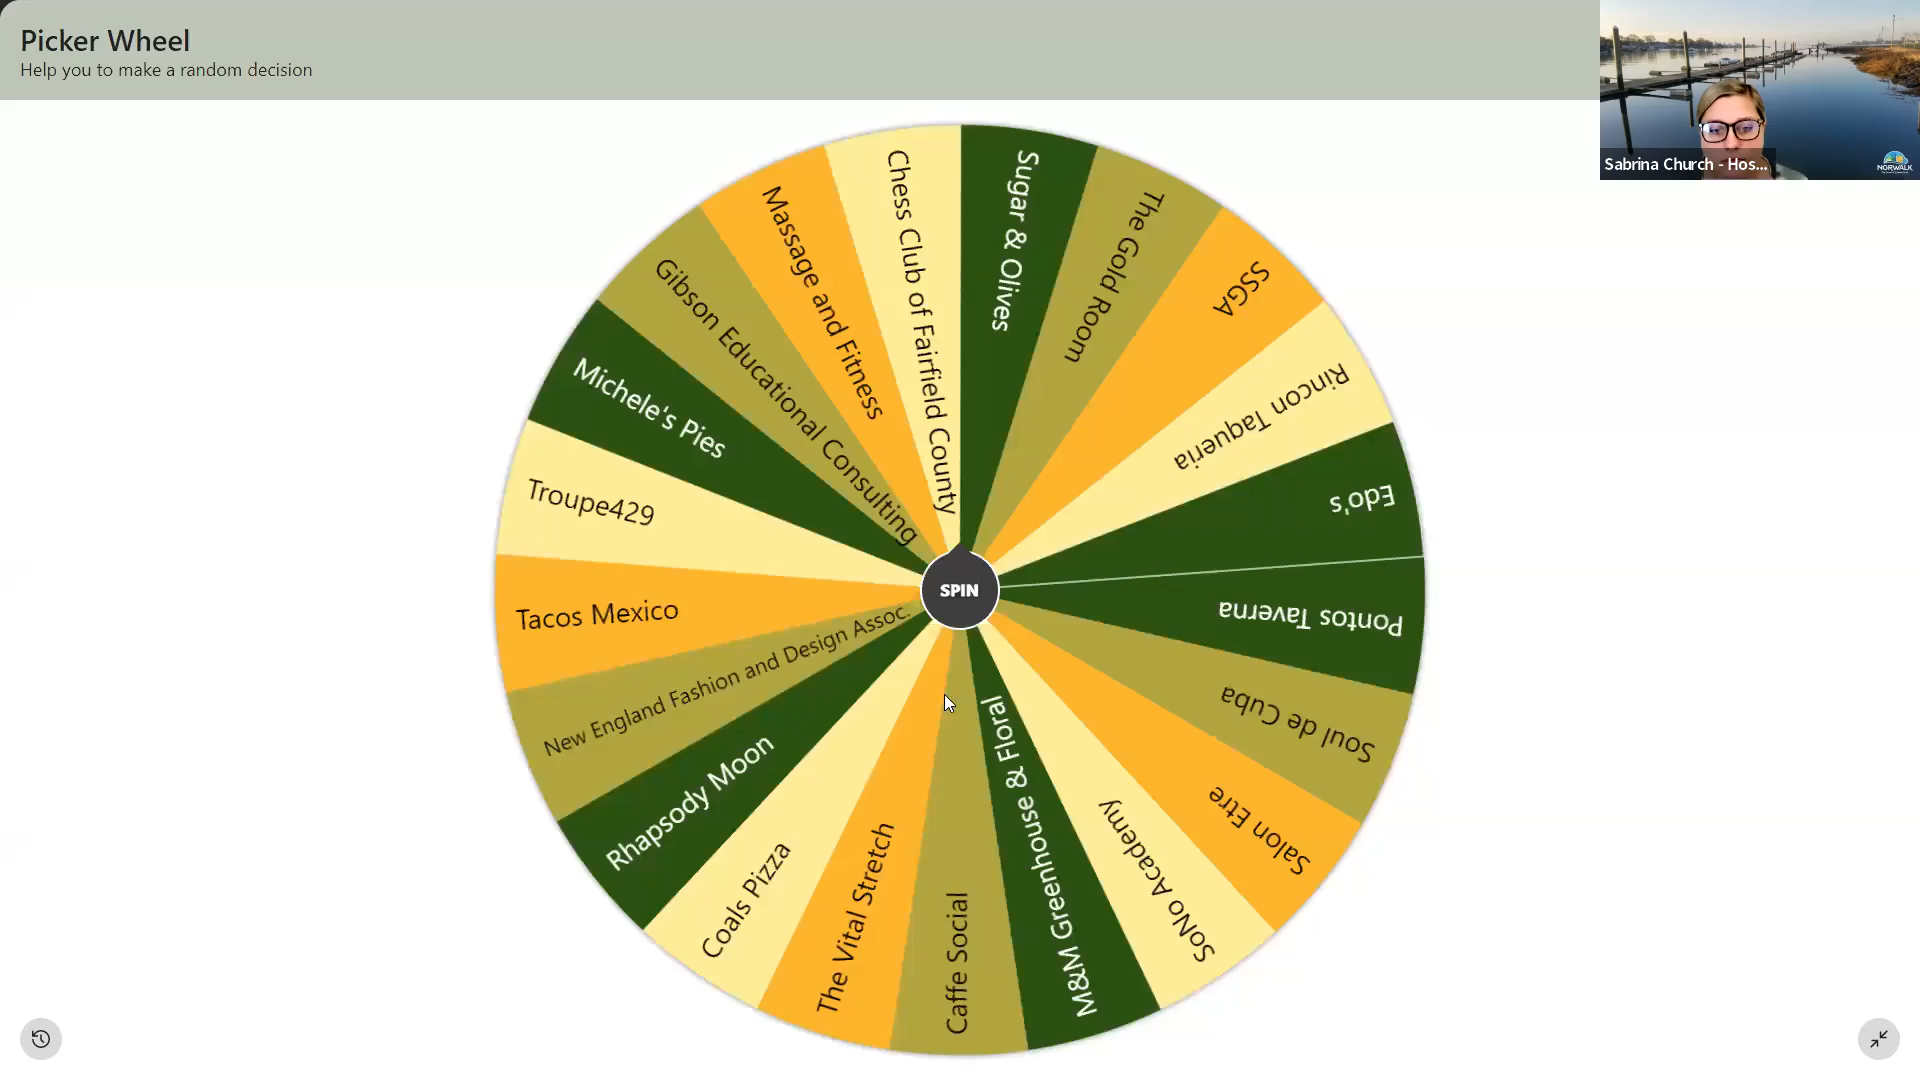 Picker Wheel
Help you to make a random decision
Sabrina Church - Hos...
NORWALK
Sugar & Olives
The Gold Room
SSGA
Rincon Taqueria
Edo's
Pontos Taverna
Soul de Cuba
Salon Etre
SoNo Academy
M&M Greenhouse & Floral
Caffe Social
The Vital Stretch
Coals Pizza
Rhapsody Moon
New England Fashion and Design Assoc.
Tacos Mexico
Troupe429
Michele's Pies
Gibson Educational Consulting
Massage and Fitness
Chess Club of Fairfield County
SPIN